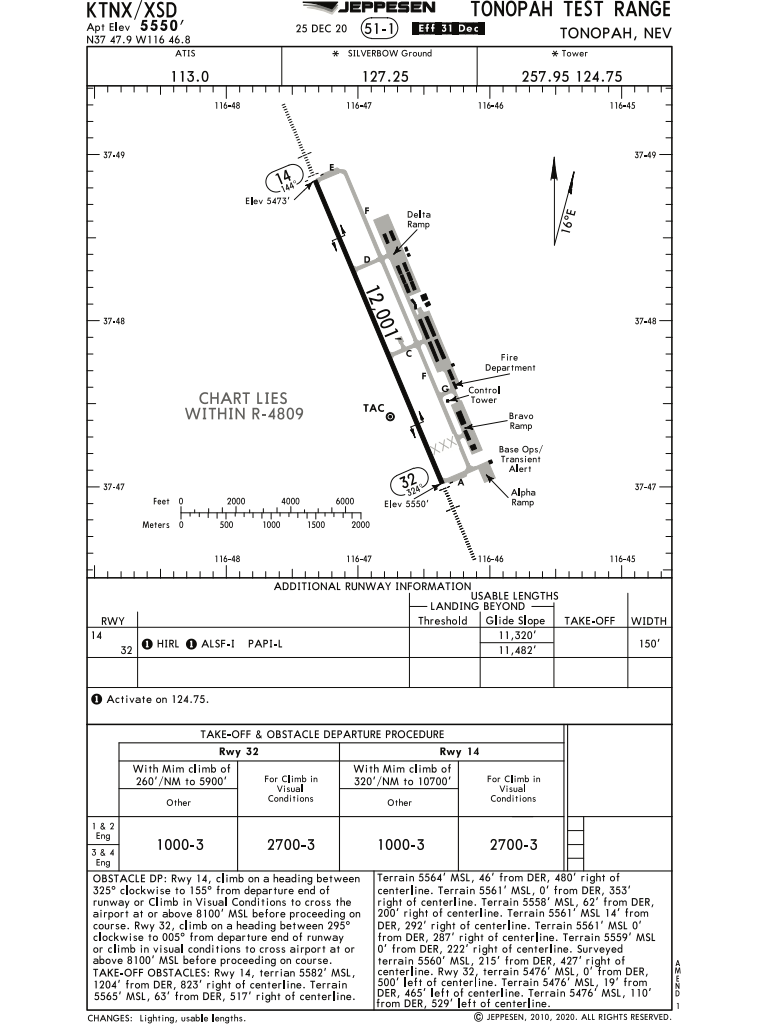 KTNX/XSD
Apt Elev 5550'
N37 47.9 W116 46.8
JEPPESEN
25 DEC 20 51-1 Eff 31 Dec
TONOPAH TEST RANGE
TONOPAH, NEV
ATIS
* SILVERBOW Ground
* Tower
113.0
127.25
257.95 124.75
116-48
116-47
116-46
116-45
37-49
37-49
14
144°
Elev 5473'
E
F
Delta
Ramp
16°E
D
12,001'
37-48
37-48
C
F
Fire
Department
G
Control
Tower
CHART LIES
WITHIN R-4809
TAC
Bravo
Ramp
XXX
Base Ops/
Transient
Alert
32
324°
Elev 5550'
A
Alpha
Ramp
37-47
37-47
Feet 0 2000 4000 6000
Meters 0 500 1000 1500 2000
116-48
116-47
116-46
116-45
ADDITIONAL RUNWAY INFORMATION
USABLE LENGTHS
LANDING BEYOND
RWY
Threshold
Glide Slope
TAKE-OFF
WIDTH
14
32
1 HIRL 1 ALSF-I PAPI-L
11,320'
11,482'
150'
1 Activate on 124.75.
TAKE-OFF & OBSTACLE DEPARTURE PROCEDURE
Rwy 32
Rwy 14
With Mim climb of
260'/NM to 5900'
For Climb in
Visual
Conditions
With Mim climb of
320'/NM to 10700'
For Climb in
Visual
Conditions
Other
Other
1 & 2
Eng
3 & 4
Eng
1000-3
2700-3
1000-3
2700-3
OBSTACLE DP: Rwy 14, climb on a heading between
325° clockwise to 155° from departure end of
runway or Climb in Visual Conditions to cross the
airport at or above 8100' MSL before proceeding on
course. Rwy 32, climb on a heading between 295°
clockwise to 005° from departure end of runway
or climb in visual conditions to cross airport at or
above 8100' MSL before proceeding on course.
TAKE-OFF OBSTACLES: Rwy 14, terrian 5582' MSL,
1204' from DER, 823' right of centerline. Terrain
5565' MSL, 63' from DER, 517' right of centerline.
Terrain 5564' MSL, 46' from DER, 480' right of
centerline. Terrain 5561' MSL, 0' from DER, 353'
right of centerline. Terrain 5558' MSL, 62' from DER,
200' right of centerline. Terrain 5561' MSL 14' from
DER, 292' right of centerline. Terrain 5561' MSL 0'
from DER, 287' right of centerline. Terrain 5559' MSL
0' from DER, 222' right of centerline. Surveyed
terrain 5560' MSL, 215' from DER, 427' right of
centerline. Rwy 32, terrain 5476' MSL, 0' from DER,
500' left of centerline. Terrain 5476' MSL, 19' from
DER, 465' left of centerline. Terrain 5476' MSL, 110'
from DER, 529' left of centerline.
AMEND 1
CHANGES: Lighting, usable lengths.
© JEPPESEN, 2010, 2020. ALL RIGHTS RESERVED.